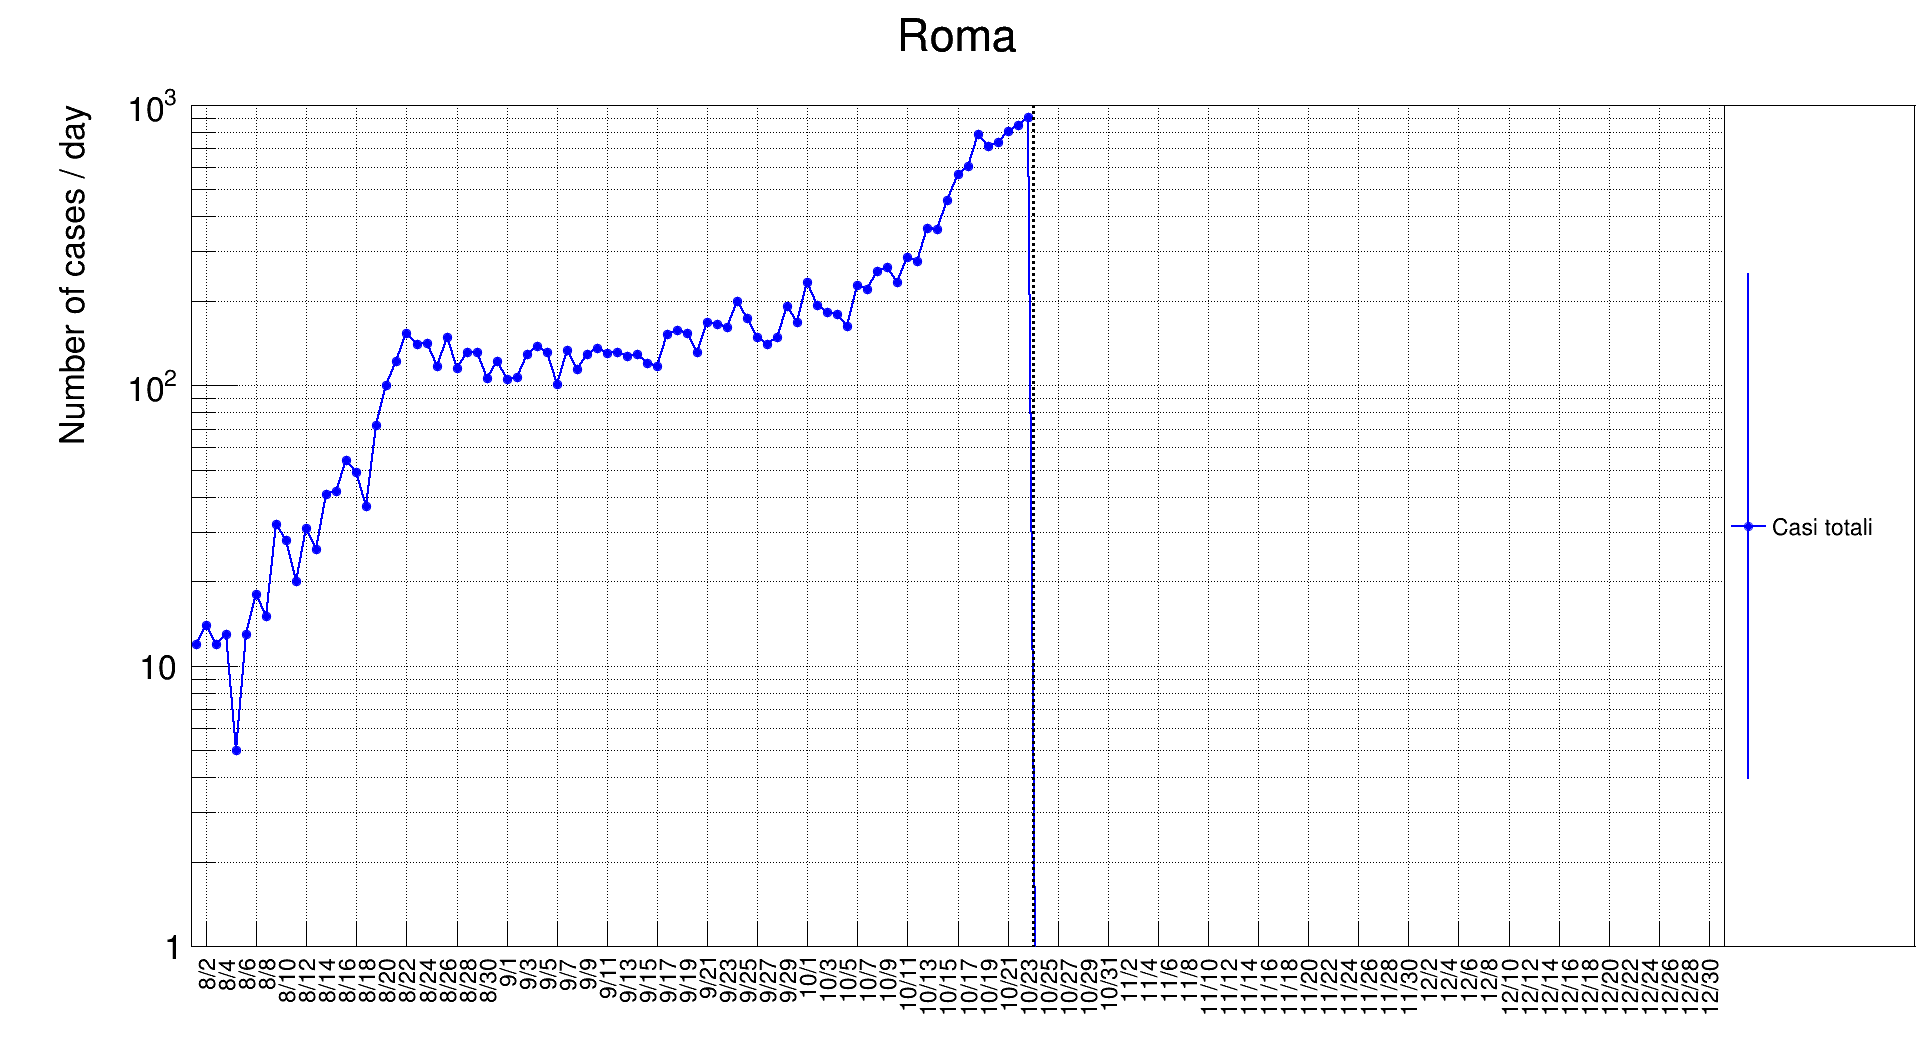 Roma
Number of cases / day
10³
10²
10
1
8/2 8/4 8/6 8/8 8/10 8/12 8/14 8/16 8/18 8/20 8/22 8/24 8/26 8/28 8/30 9/1 9/3 9/5 9/7 9/9 9/11 9/13 9/15 9/17 9/19 9/21 9/23 9/25 9/27 9/29 10/1 10/3 10/5 10/7 10/9 10/11 10/13 10/15 10/17 10/19 10/21 10/23 10/25 10/27 10/29 10/31 11/2 11/4 11/6 11/8 11/10 11/12 11/14 11/16 11/18 11/20 11/22 11/24 11/26 11/28 11/30 12/2 12/4 12/6 12/8 12/10 12/12 12/14 12/16 12/18 12/20 12/22 12/24 12/26 12/28 12/30
Casi totali